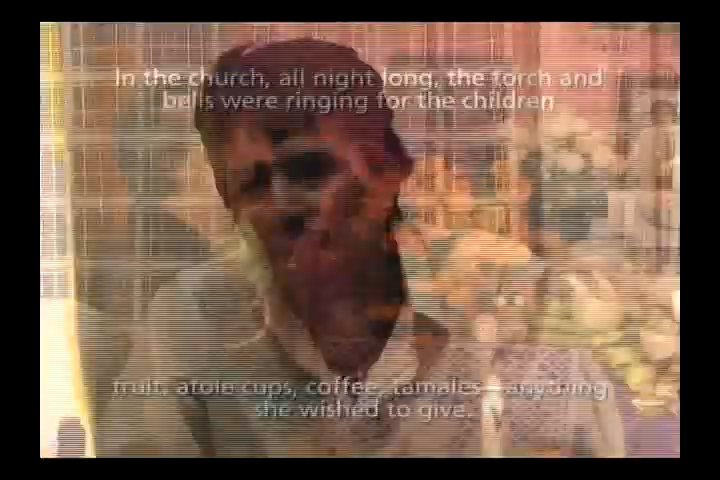 In the church, all night long, the torch and
bells were ringing for the children
fruit, atole cups, coffee, tamales—anything
she wished to give.